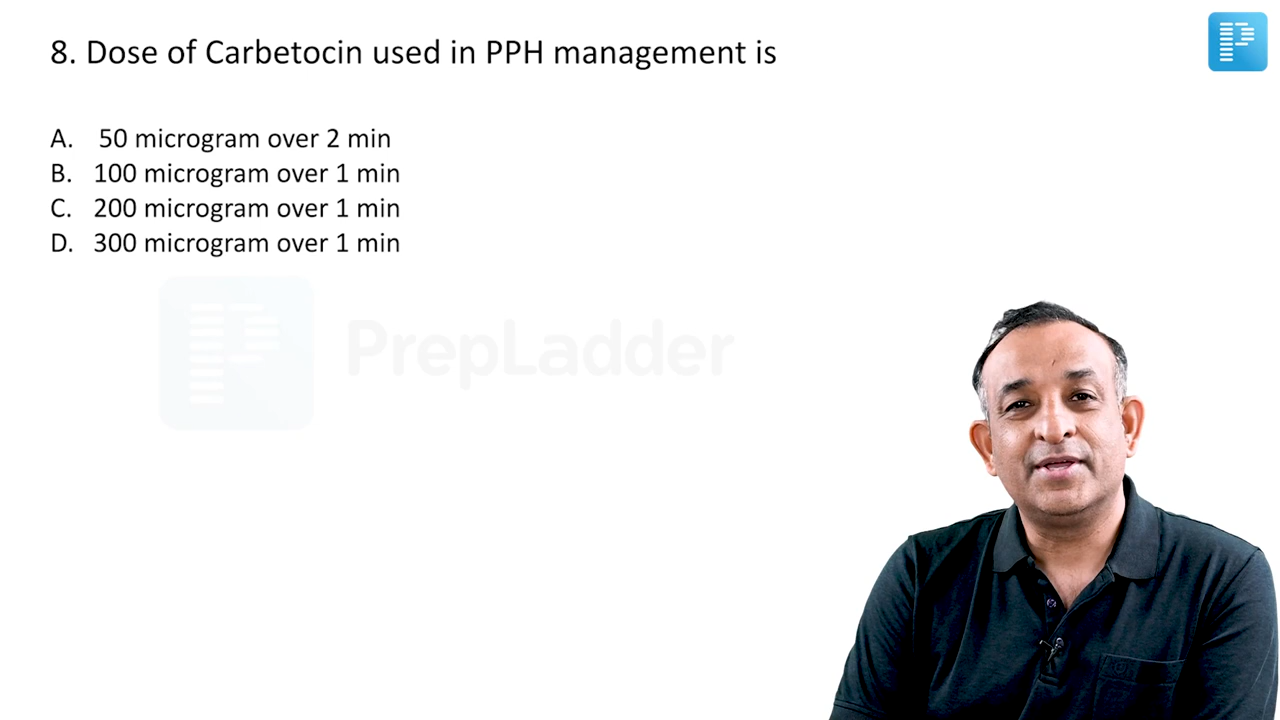 8. Dose of Carbetocin used in PPH management is
A. 50 microgram over 2 min
B. 100 microgram over 1 min
C. 200 microgram over 1 min
D. 300 microgram over 1 min
PrepLadder